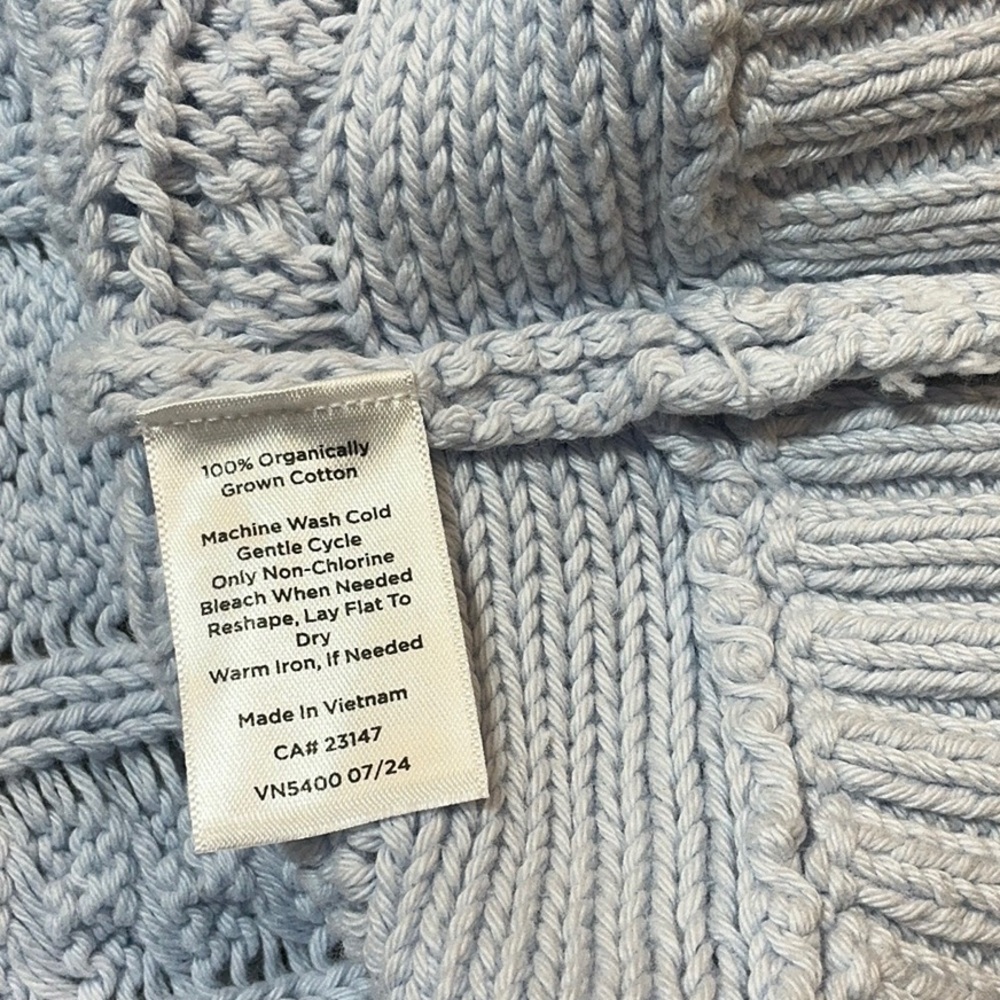 100% Organically
Grown Cotton
Machine Wash Cold
Gentle Cycle
Only Non-Chlorine
Bleach When Needed
Reshape, Lay Flat To
Dry
Warm Iron, If Needed
Made In Vietnam
CA# 23147
VN5400 07/24